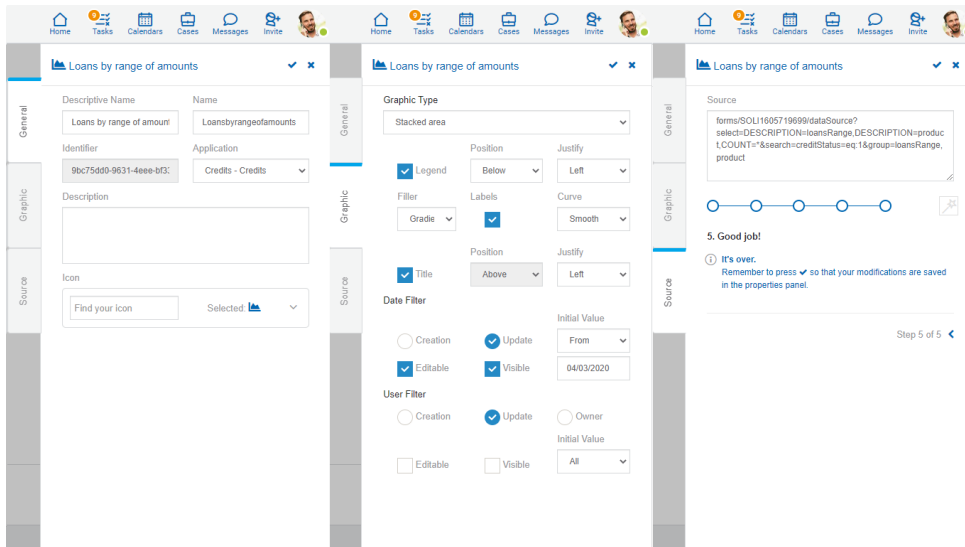 9
Home Tasks Calendars Cases Messages Invite
Loans by range of amounts
General
Graphic
Source
Descriptive Name Name
Loans by range of amount Loansbyrangeofamounts
Identifier Application
9bc75dd0-9631-4eee-bf3 Credits - Credits
Description
Icon
Find your icon Selected:
9
Home Tasks Calendars Cases Messages Invite
Loans by range of amounts
General
Graphic
Source
Graphic Type
Stacked area
Position Justify
Legend Below Left
Filler Labels Curve
Gradie Smooth
Position Justify
Title Above Left
Date Filter
Initial Value
Creation Update From
Editable Visible 04/03/2020
User Filter
Creation Update Owner
Initial Value
Editable Visible All
9
Home Tasks Calendars Cases Messages Invite
Loans by range of amounts
General
Graphic
Source
Source
forms/SOLI1605719699/dataSource?
select=DESCRIPTION=loansRange,DESCRIPTION=produc
t,COUNT=*&search=creditStatus=eq:1&group=loansRange,
product
5. Good job!
It's over.
Remember to press so that your modifications are saved
in the properties panel.
Step 5 of 5